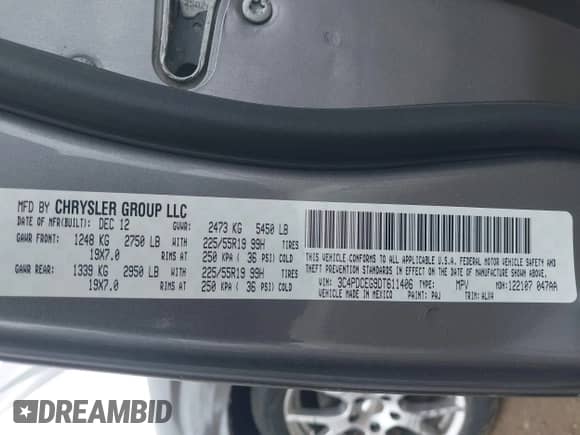 MFD BY CHRYSLER GROUP LLC
DATE OF MFR(BUILT): DEC 12 GVWR: 2473 KG 5450 LB
GAWR FRONT: 1248 KG 2750 LB WITH 225/55R19 99H TIRES
19X7.0 RIMS AT 250 KPA ( 36 PSI) COLD
GAWR REAR: 1339 KG 2950 LB WITH 225/55R19 99H TIRES
19X7.0 RIMS AT 250 KPA ( 36 PSI) COLD
THIS VEHICLE CONFORMS TO ALL APPLICABLE U.S.A. FEDERAL MOTOR VEHICLE SAFETY AND
THEFT PREVENTION STANDARDS IN EFFECT ON THE DATE OF MANUFACTURE SHOWN ABOVE.
VIN: 3C4PDCEG9DT611406 TYPE: MPV MDH: 122107 047AA
VEHICLE MADE IN MEXICO PAINT: PAJ TRIM: ALX4
DREAMBID